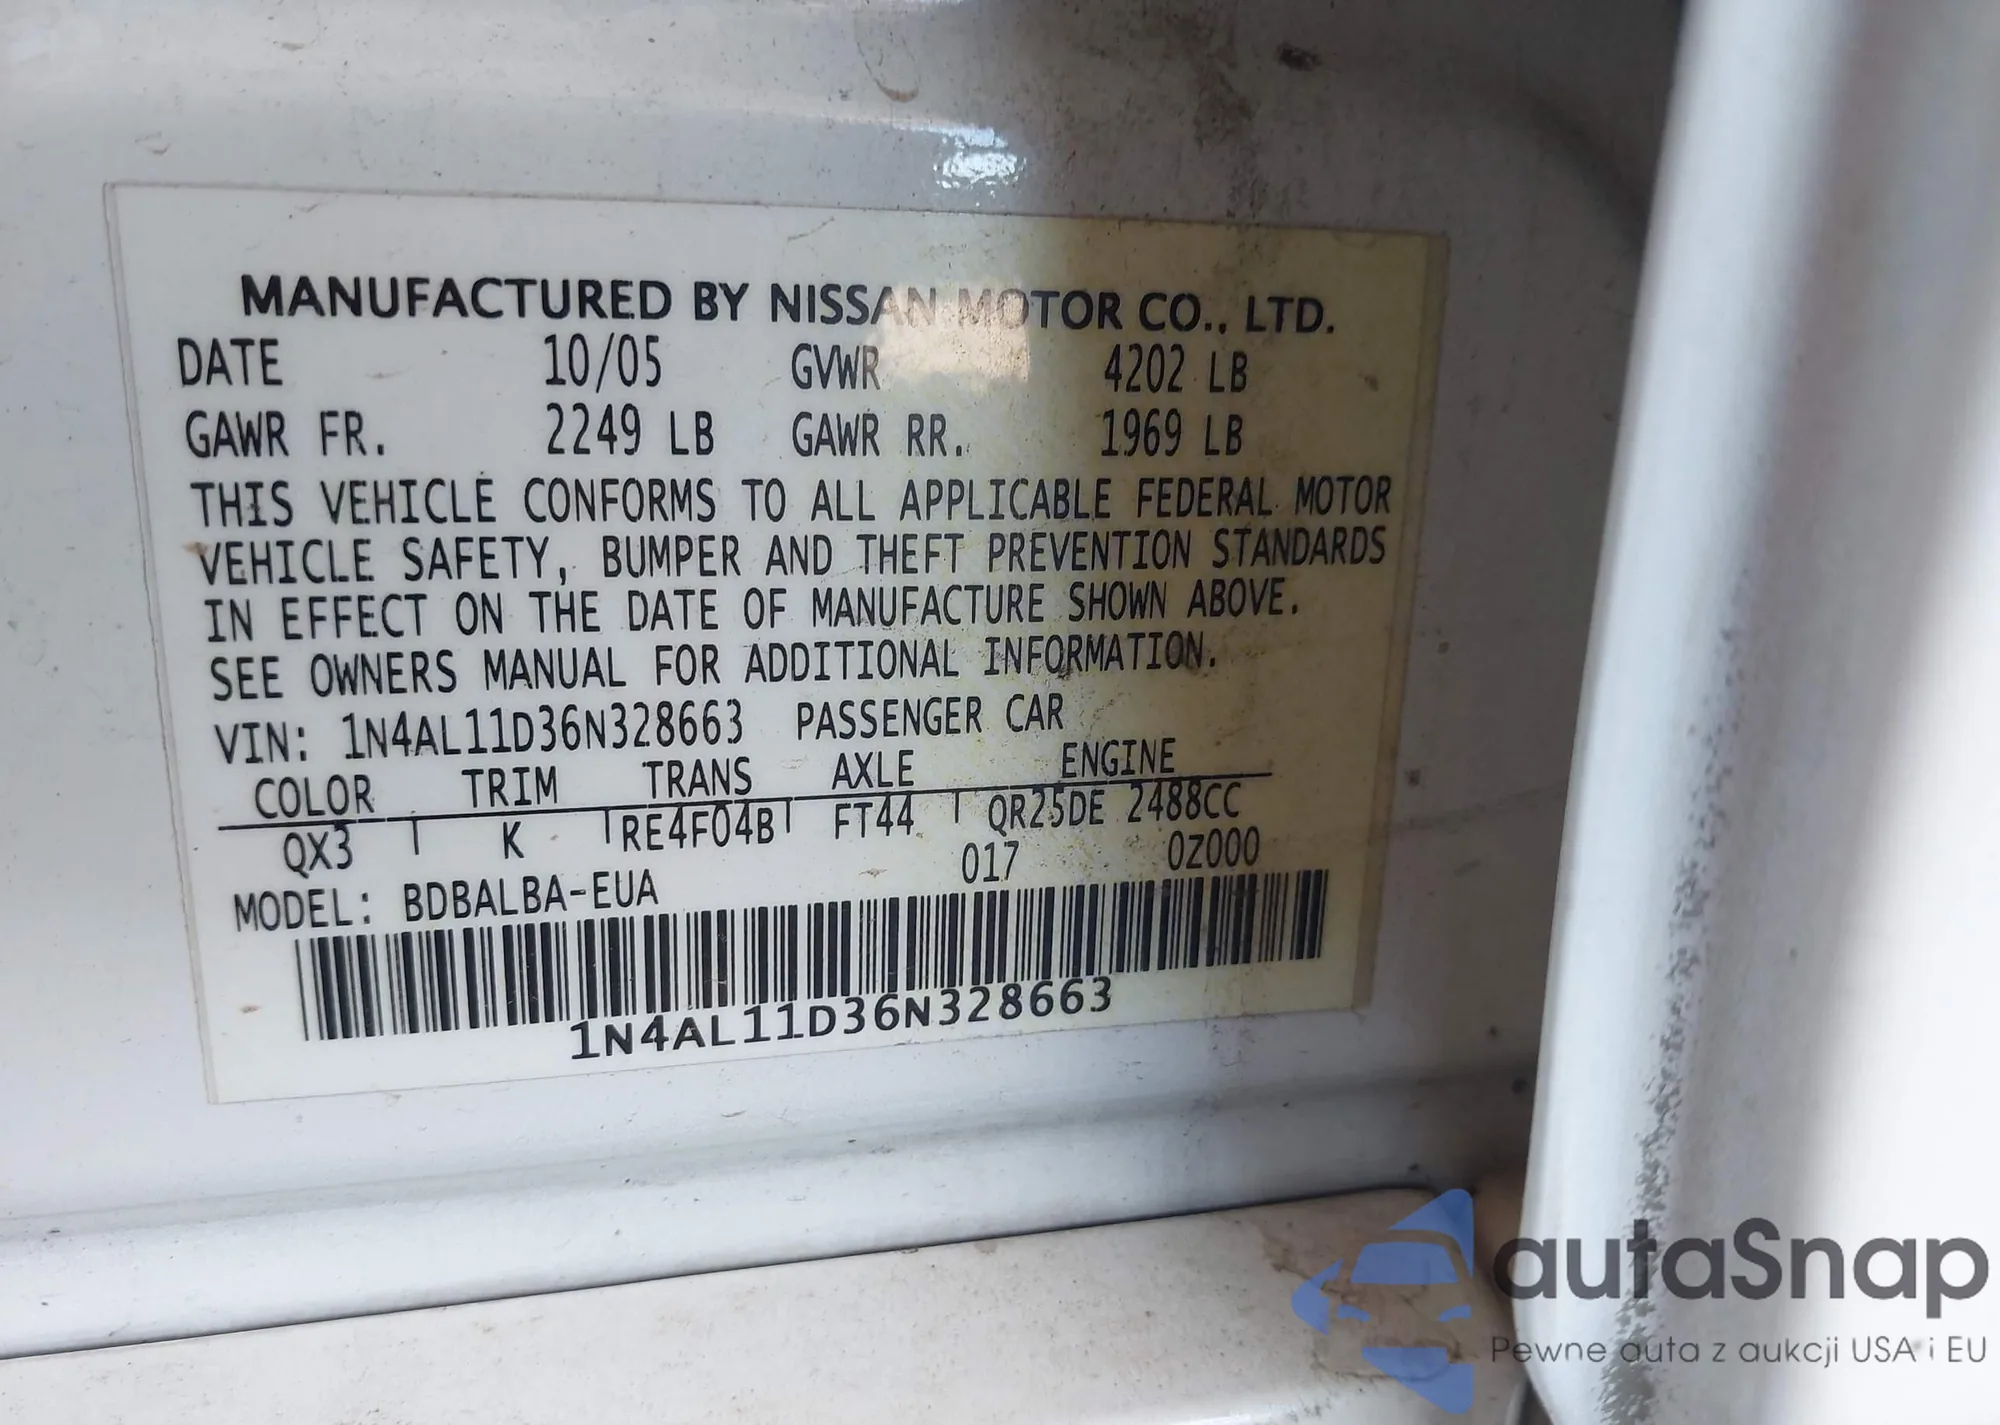 MANUFACTURED BY NISSAN MOTOR CO., LTD.
DATE 10/05 GVWR 4202 LB
GAWR FR. 2249 LB GAWR RR. 1969 LB
THIS VEHICLE CONFORMS TO ALL APPLICABLE FEDERAL MOTOR
VEHICLE SAFETY, BUMPER AND THEFT PREVENTION STANDARDS
IN EFFECT ON THE DATE OF MANUFACTURE SHOWN ABOVE.
SEE OWNERS MANUAL FOR ADDITIONAL INFORMATION.
VIN: 1N4AL11D36N328663 PASSENGER CAR
COLOR TRIM TRANS AXLE ENGINE
QX3 K RE4F04B FT44 QR25DE 2488CC
017 0Z000
MODEL: BDBALBA-EUA
1N4AL11D36N328663
autaSnap
Pewne auta z aukcji USA i EU